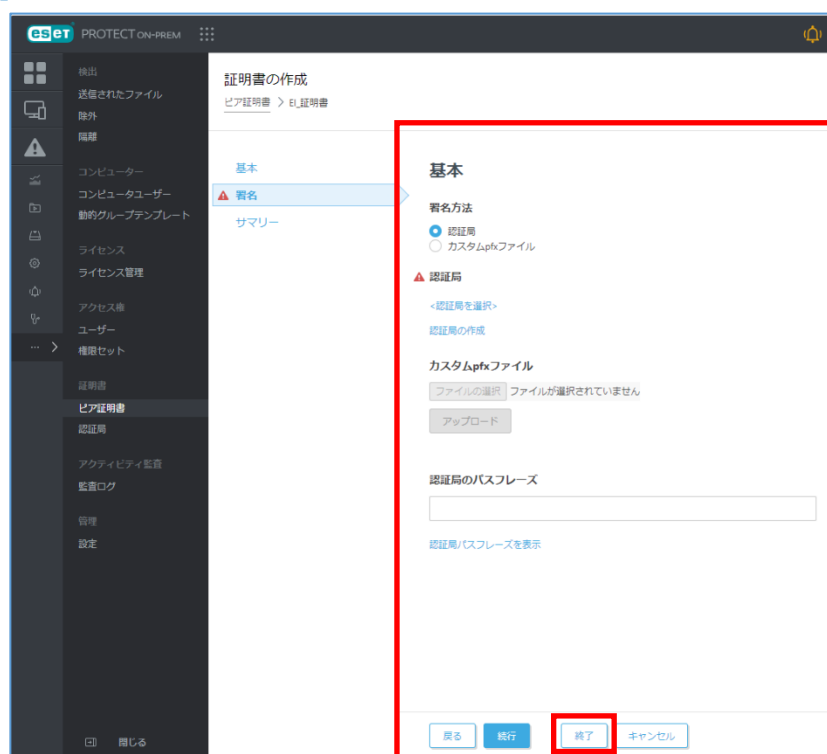 eset PROTECT ON-PREM
検出
送信されたファイル
除外
隔離
コンピューター
コンピュータユーザー
動的グループテンプレート
ライセンス
ライセンス管理
アクセス権
ユーザー
権限セット
証明書
ピア証明書
認証局
アクティビティ監査
監査ログ
管理
設定
閉じる
証明書の作成
ピア証明書 > EI_証明書
基本
署名
サマリー
基本
署名方法
認証局
カスタムpfxファイル
認証局
<認証局を選択>
認証局の作成
カスタムpfxファイル
ファイルの選択 ファイルが選択されていません
アップロード
認証局のパスフレーズ
認証局パスフレーズを表示
戻る 続行 終了 キャンセル